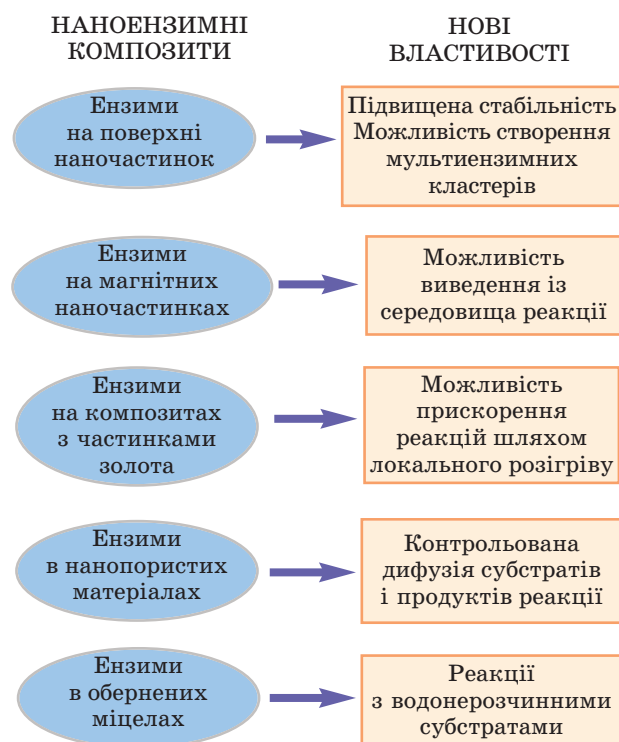 НАНОЕНЗИМНІ
КОМПОЗИТИ
НОВІ
ВЛАСТИВОСТІ
Ензими
на поверхні
наночастинок
Підвищена стабільність
Можливість створення
мультиензимних
кластерів
Ензими
на магнітних
наночастинках
Можливість
виведення із
середовища реакції
Ензими
на композитах
з частинками
золота
Можливість
прискорення
реакцій шляхом
локального розігріву
Ензими
в нанопористих
матеріалах
Контрольована
дифузія субстратів
і продуктів реакції
Ензими
в обернених
міцелах
Реакції
з водонерозчинними
субстратами